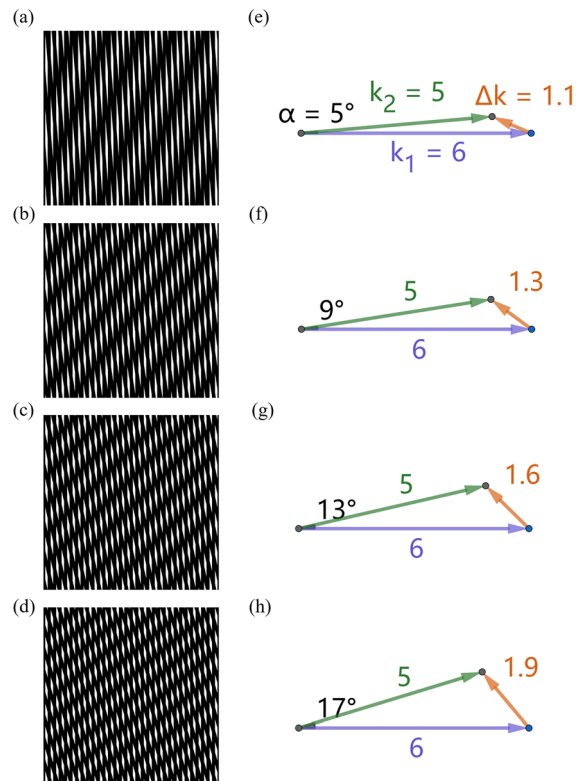 (a)
(e)
α = 5°
k₂ = 5
Δk = 1.1
k₁ = 6
(b)
(f)
9°
5
1.3
6
(c)
(g)
13°
5
1.6
6
(d)
(h)
17°
5
1.9
6